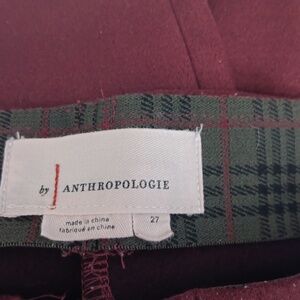 by ANTHROPOLOGIE
made in china
fabriqué en chine
27